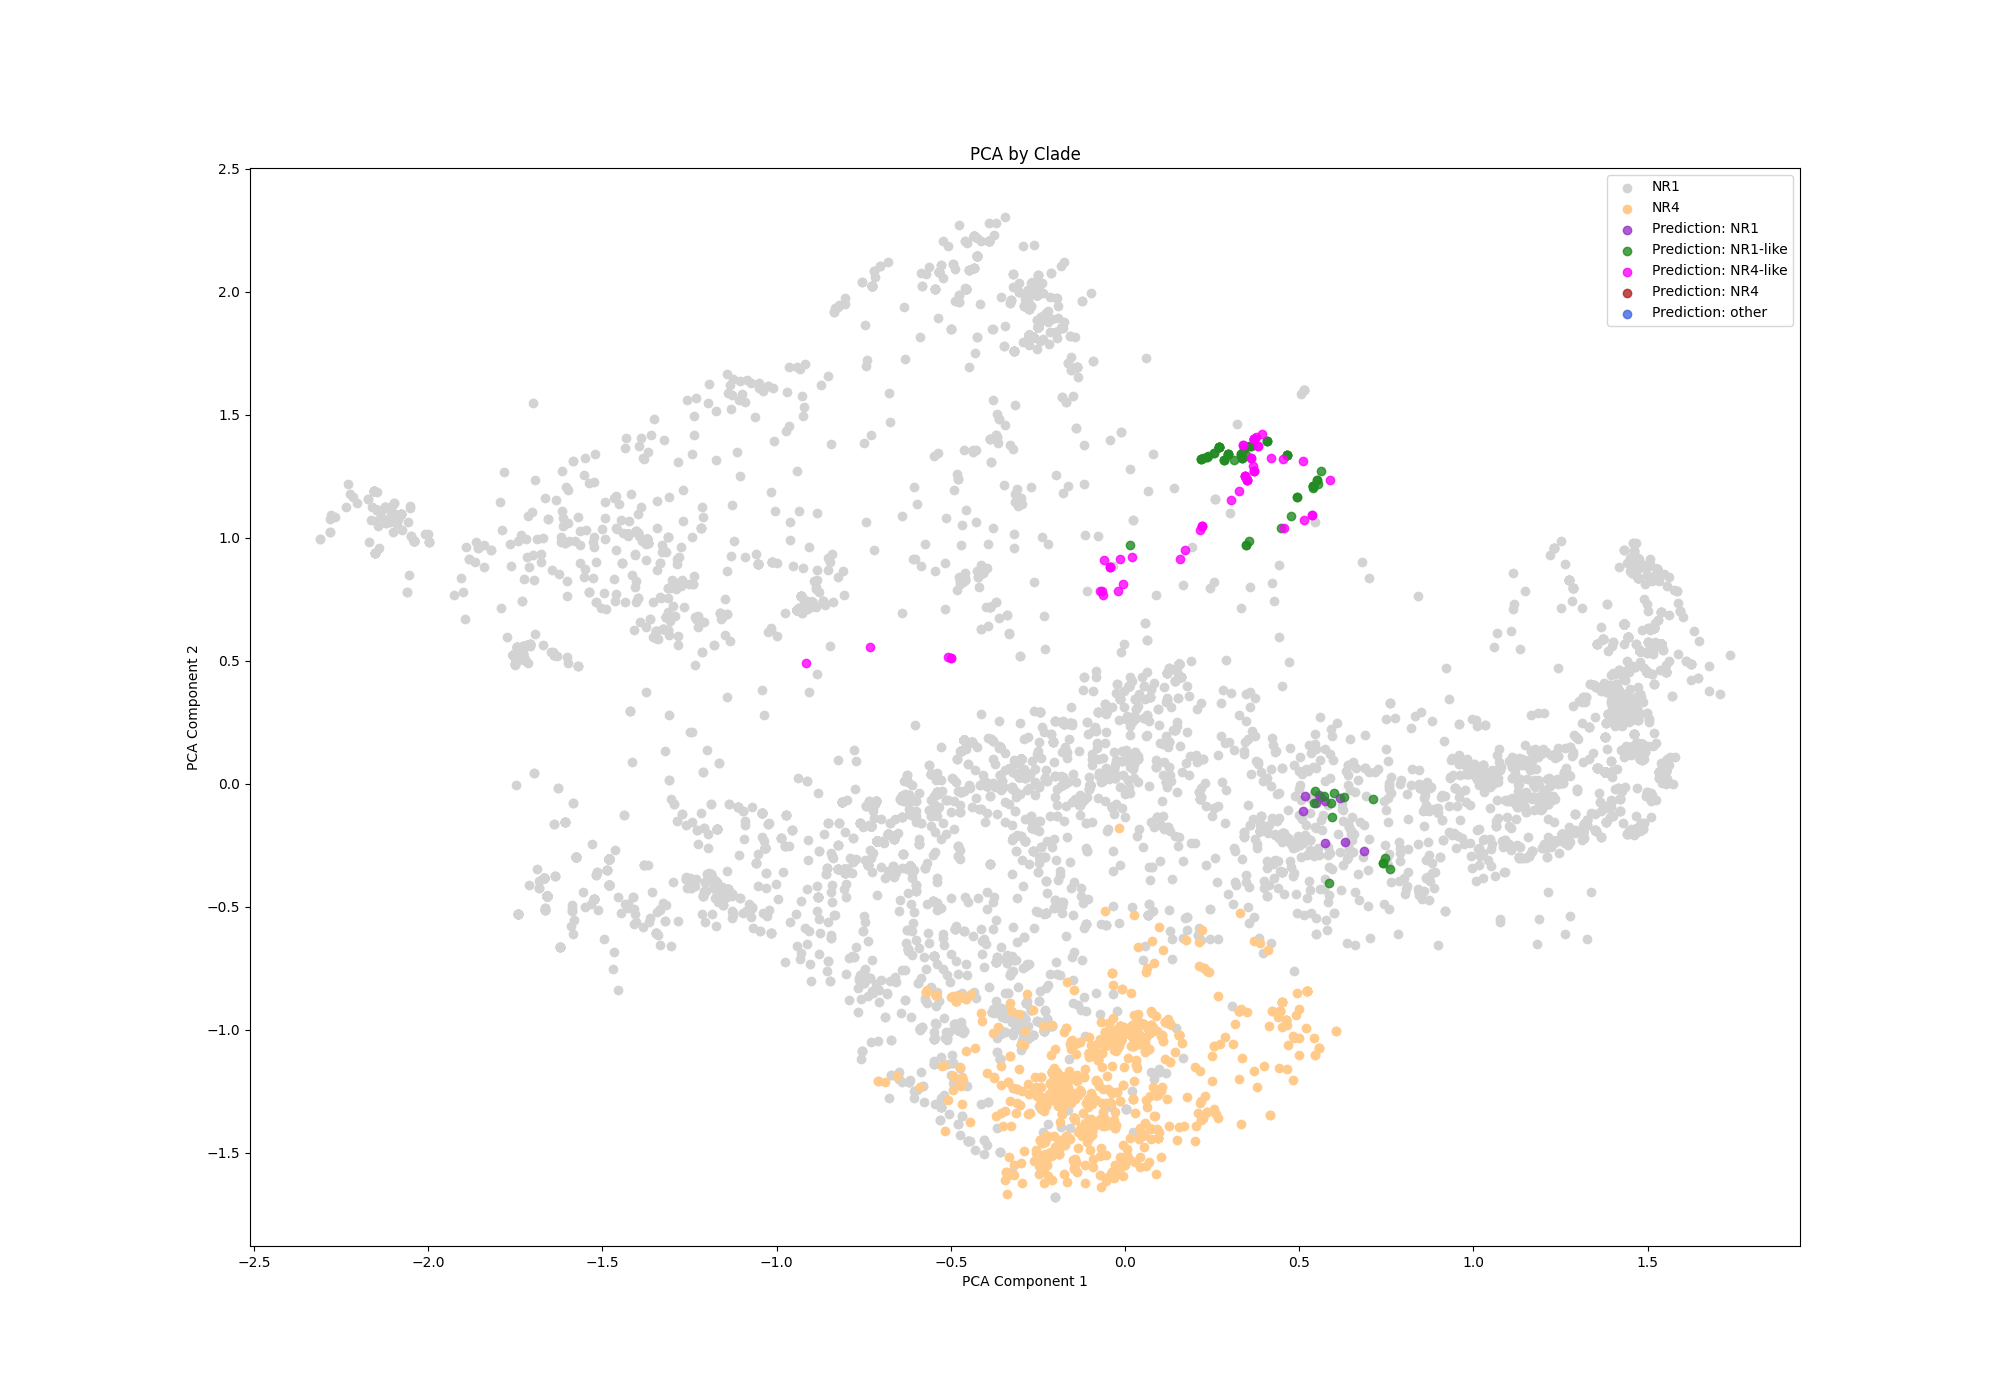 PCA by Clade
NR1
NR4
Prediction: NR1
Prediction: NR1-like
Prediction: NR4-like
Prediction: NR4
Prediction: other
PCA Component 2
2.5
2.0
1.5
1.0
0.5
0.0
−0.5
−1.0
−1.5
−2.5
−2.0
−1.5
−1.0
−0.5
0.0
0.5
1.0
1.5
PCA Component 1